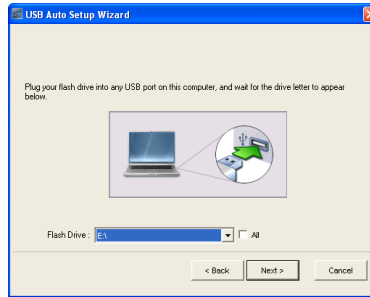 USB Auto Setup Wizard
Plug your flash drive into any USB port on this computer, and wait for the drive letter to appear
below.
Flash Drive : E:\ All
< Back Next > Cancel